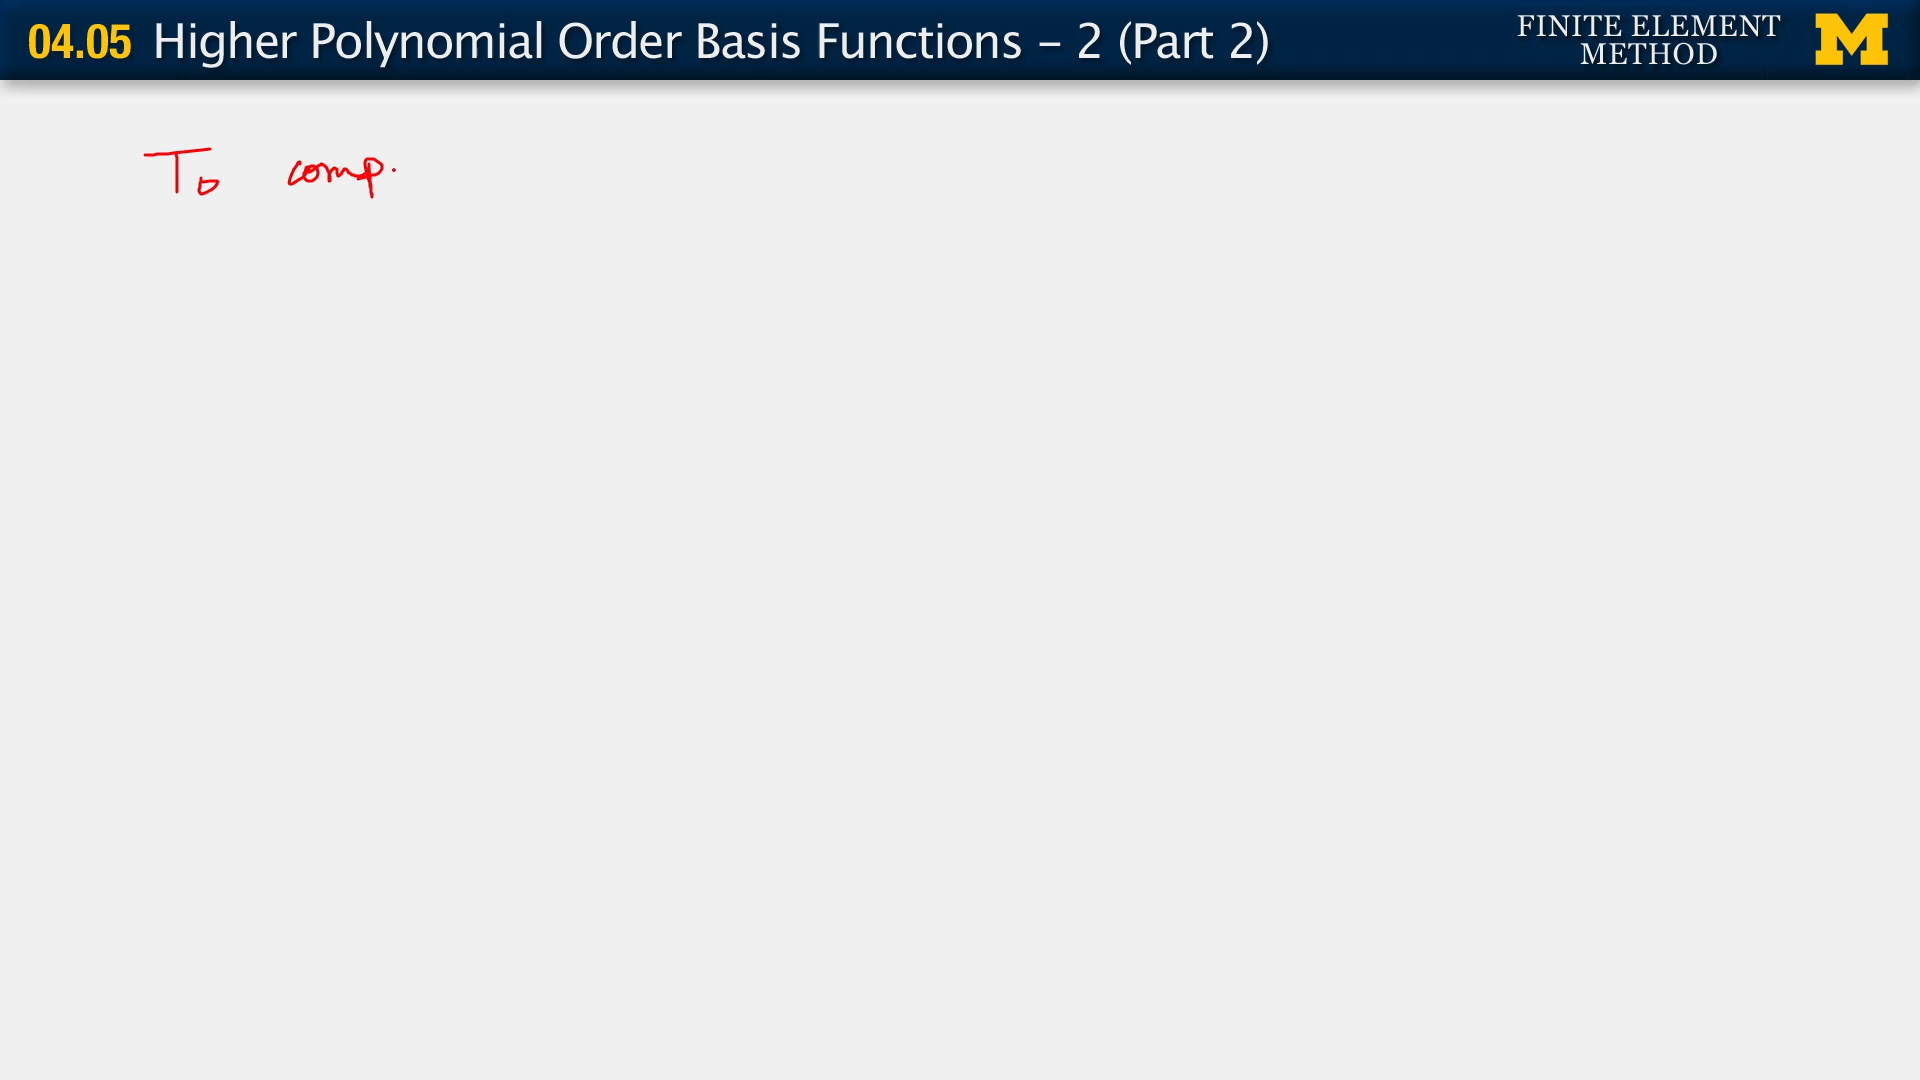 04.05 Higher Polynomial Order Basis Functions – 2 (Part 2)
FINITE ELEMENT
METHOD
M
To comp.